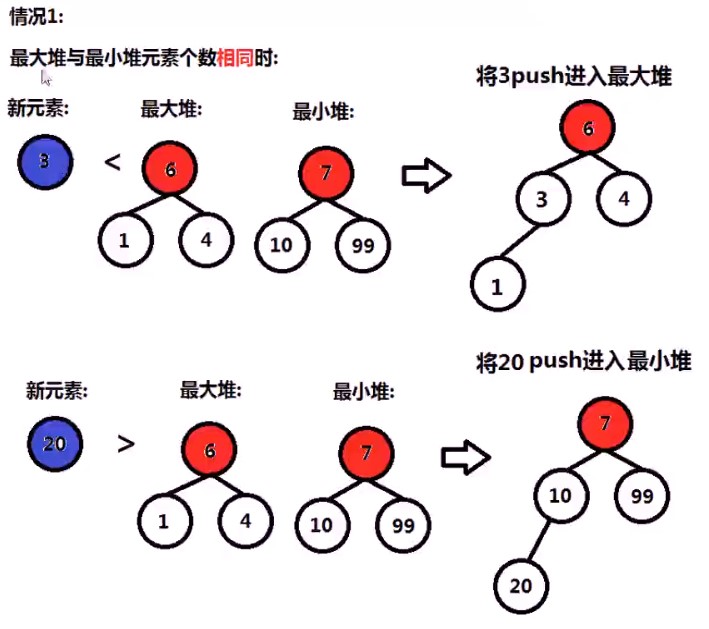 情况1:
最大堆与最小堆元素个数相同时:
将3push进入最大堆
新元素: 最大堆: 最小堆:
3 < 6 7 6
1 4 10 99 3 4
1
将20 push进入最小堆
新元素: 最大堆: 最小堆:
20 > 6 7 7
1 4 10 99 10 99
20